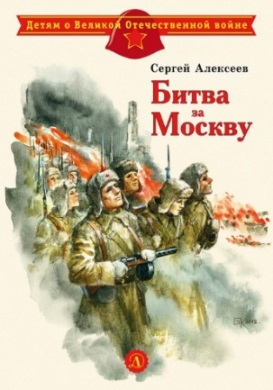 Детям о Великой Отечественной войне
Сергей Алексеев
Битва
за
Москву